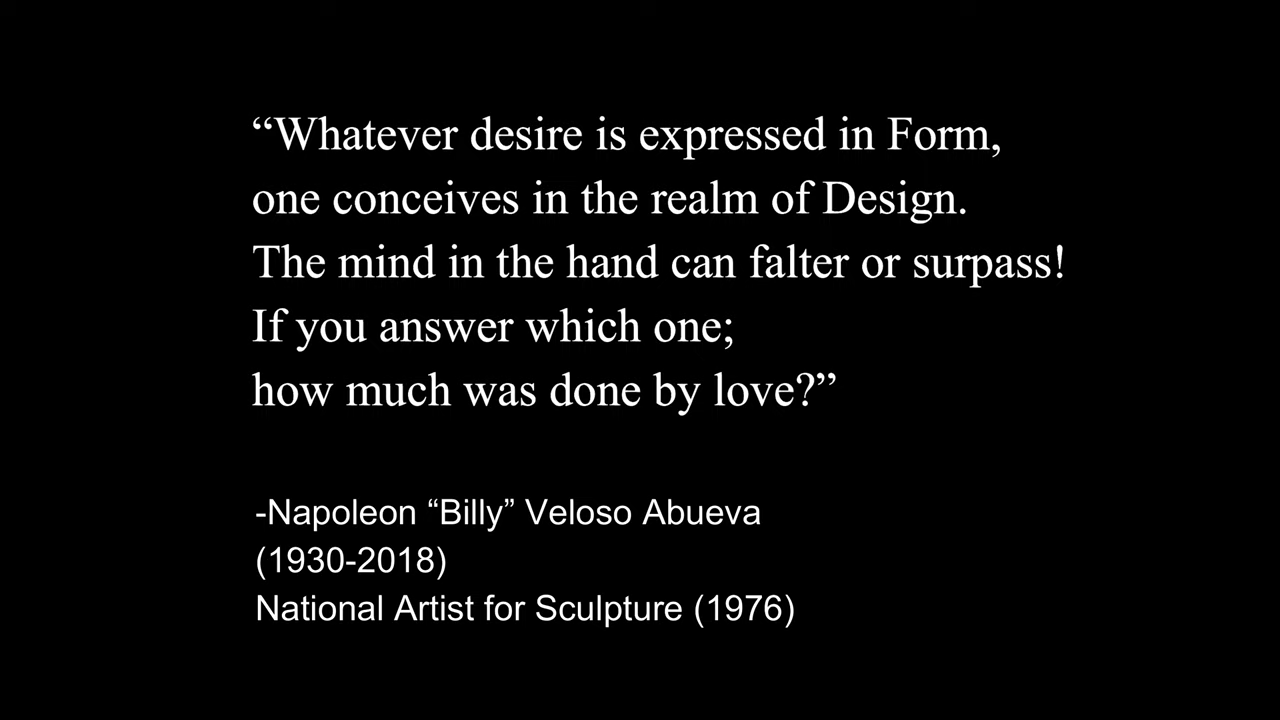 “Whatever desire is expressed in Form,
one conceives in the realm of Design.
The mind in the hand can falter or surpass!
If you answer which one;
how much was done by love?”
-Napoleon “Billy” Veloso Abueva
(1930-2018)
National Artist for Sculpture (1976)